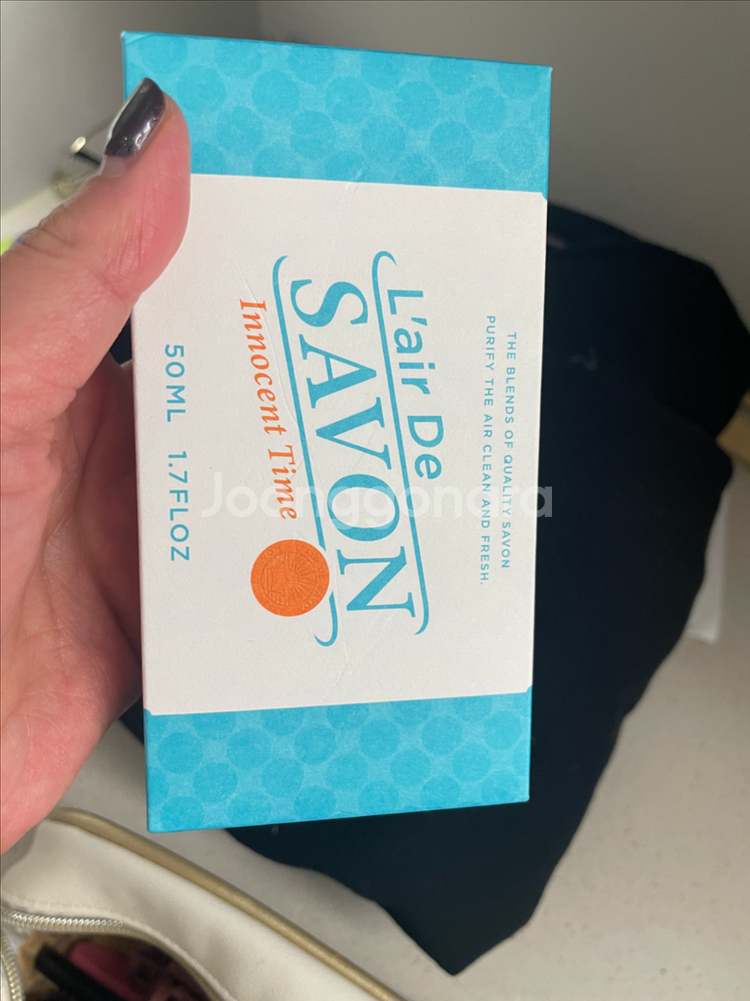 THE BLENDS OF QUALITY SAVON
PURIFY THE AIR CLEAN AND FRESH.
L'air De
SAVON
Innocent Time
50ML 1.7FLOZ
Joonggonara